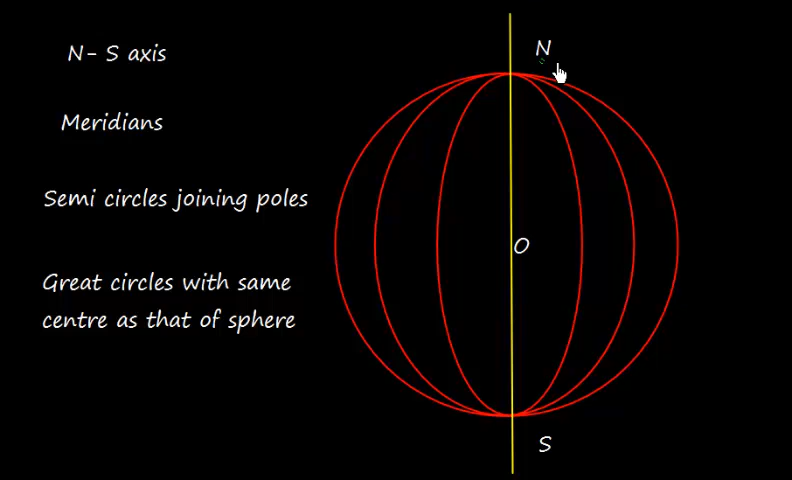 N- S axis
N
Meridians
Semi circles joining poles
O
Great circles with same
centre as that of sphere
S